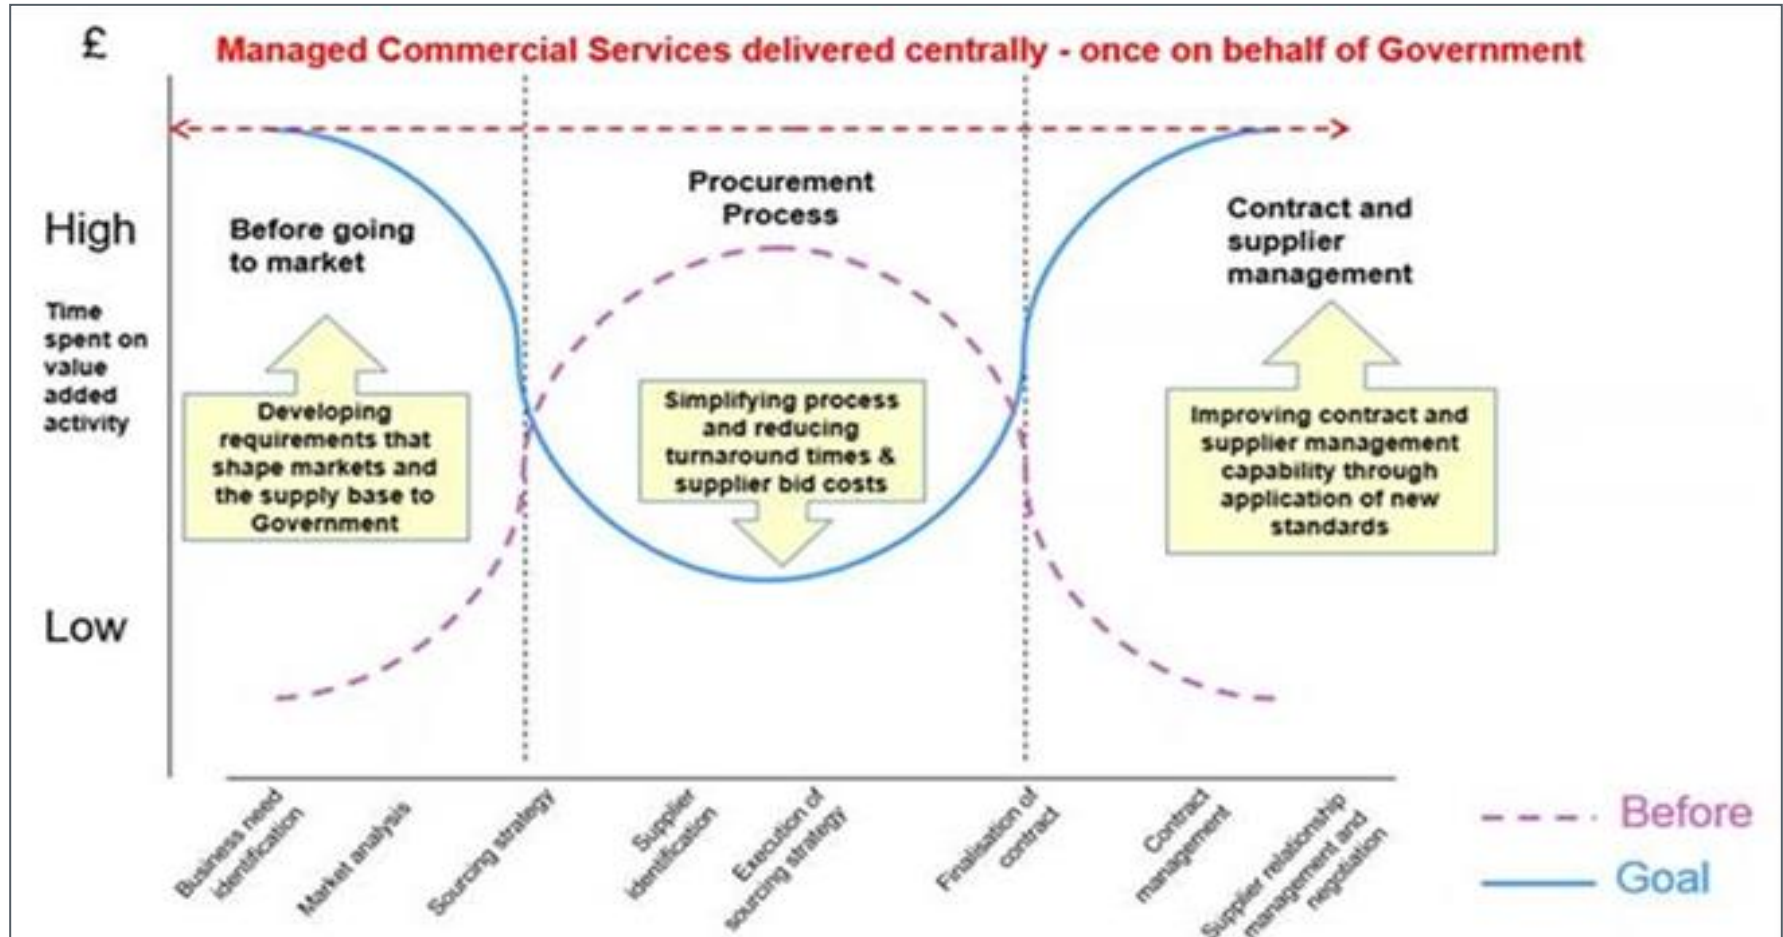 £
Managed Commercial Services delivered centrally - once on behalf of Government
High
Time
spent on
value
added
activity
Low
Before going
to market
Developing
requirements that
shape markets and
the supply base to
Government
Procurement
Process
Simplifying process
and reducing
turnaround times &
supplier bid costs
Contract and
supplier
management
Improving contract and
supplier management
capability through
application of new
standards
Business need
identification
Market analysis
Sourcing strategy
Supplier
identification
Execution of
sourcing strategy
Finalisation of
contract
Contract
management
Supplier relationship
management and
negotiation
Before
Goal